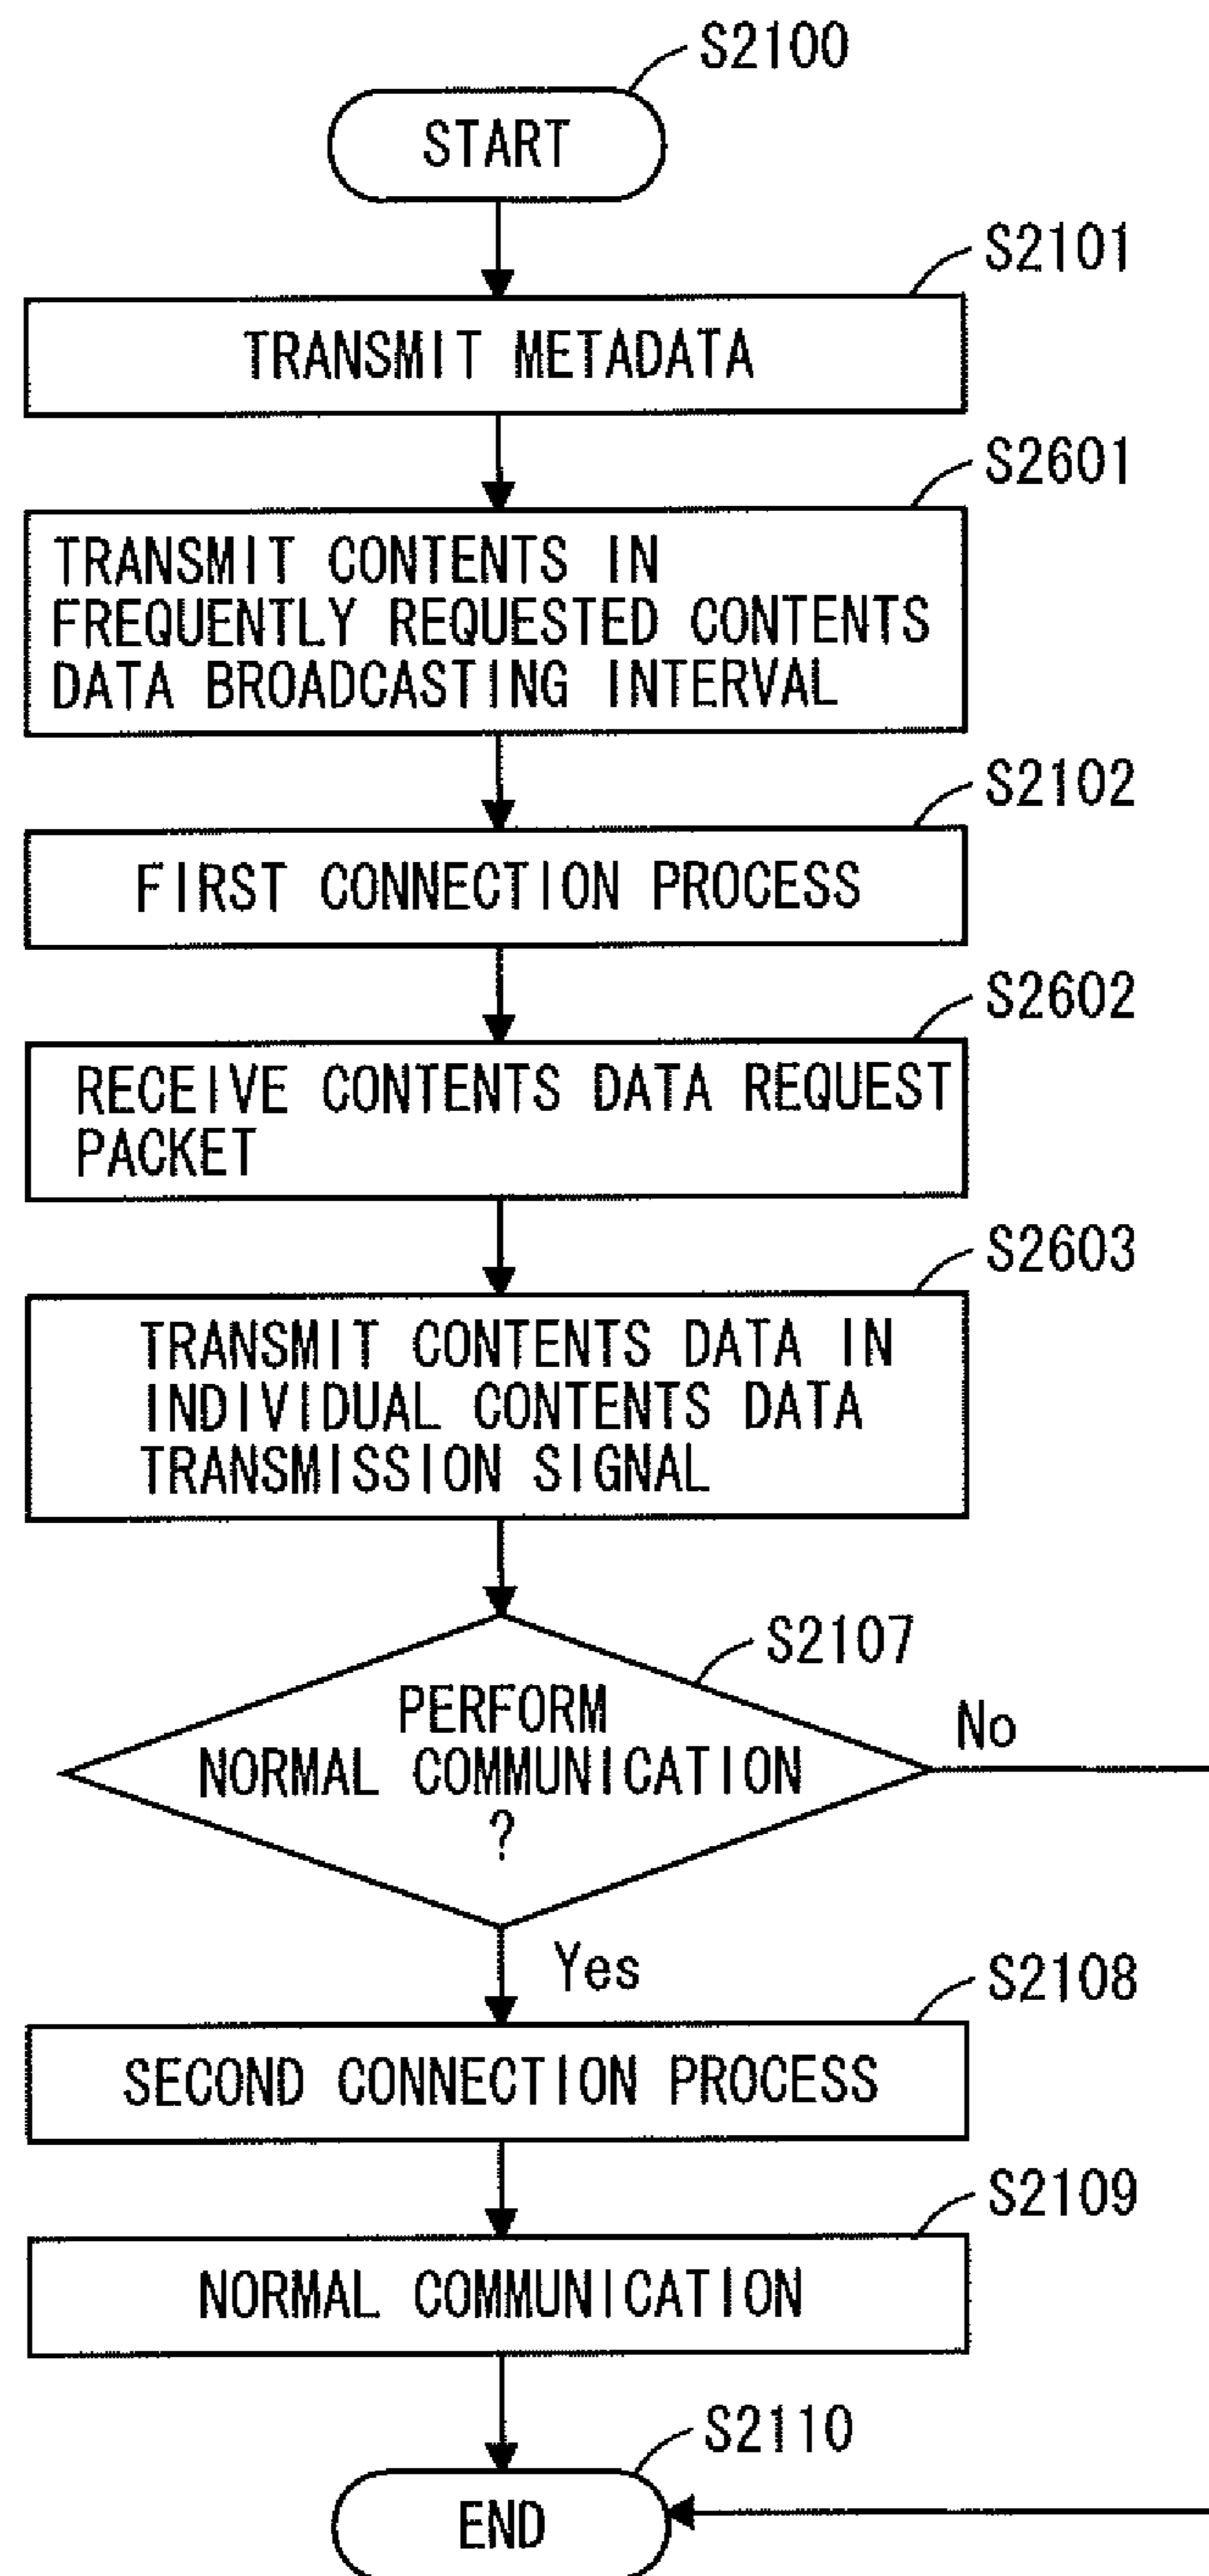 S2100
START
S2101
TRANSMIT METADATA
S2601
TRANSMIT CONTENTS IN
FREQUENTLY REQUESTED CONTENTS
DATA BROADCASTING INTERVAL
S2102
FIRST CONNECTION PROCESS
S2602
RECEIVE CONTENTS DATA REQUEST
PACKET
S2603
TRANSMIT CONTENTS DATA IN
INDIVIDUAL CONTENTS DATA
TRANSMISSION SIGNAL
S2107
PERFORM
NORMAL COMMUNICATION
?
No
Yes
S2108
SECOND CONNECTION PROCESS
S2109
NORMAL COMMUNICATION
S2110
END